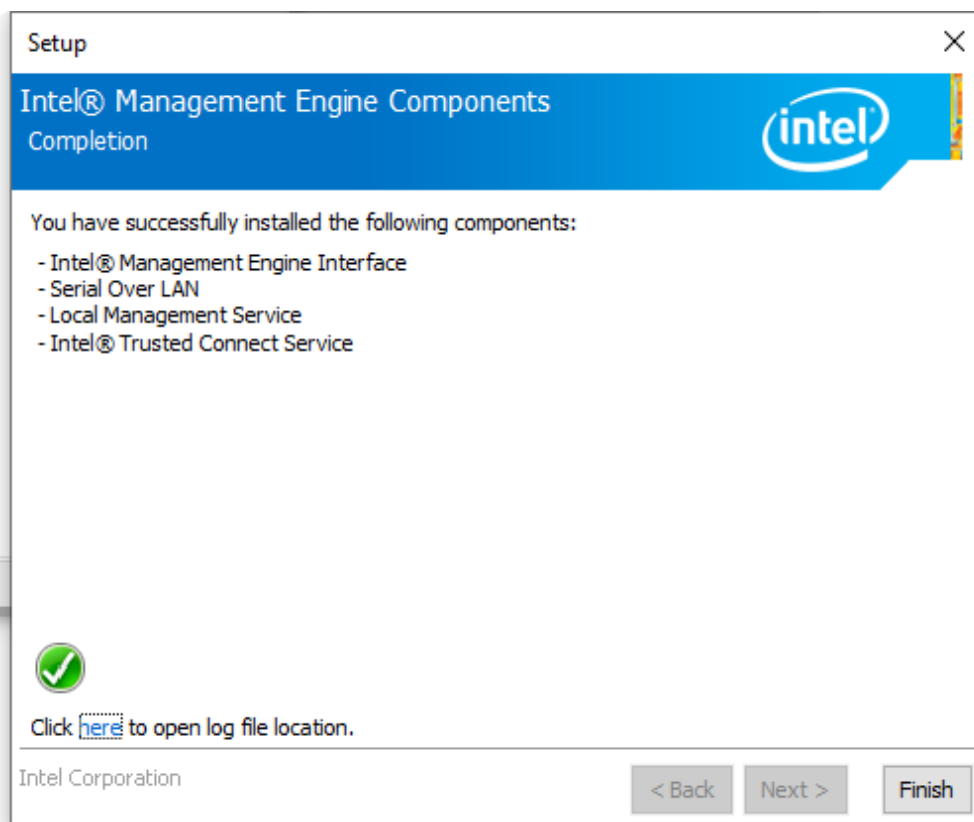 Setup
Intel® Management Engine Components
Completion
intel
You have successfully installed the following components:
- Intel® Management Engine Interface
- Serial Over LAN
- Local Management Service
- Intel® Trusted Connect Service
Click here to open log file location.
Intel Corporation
< Back Next > Finish